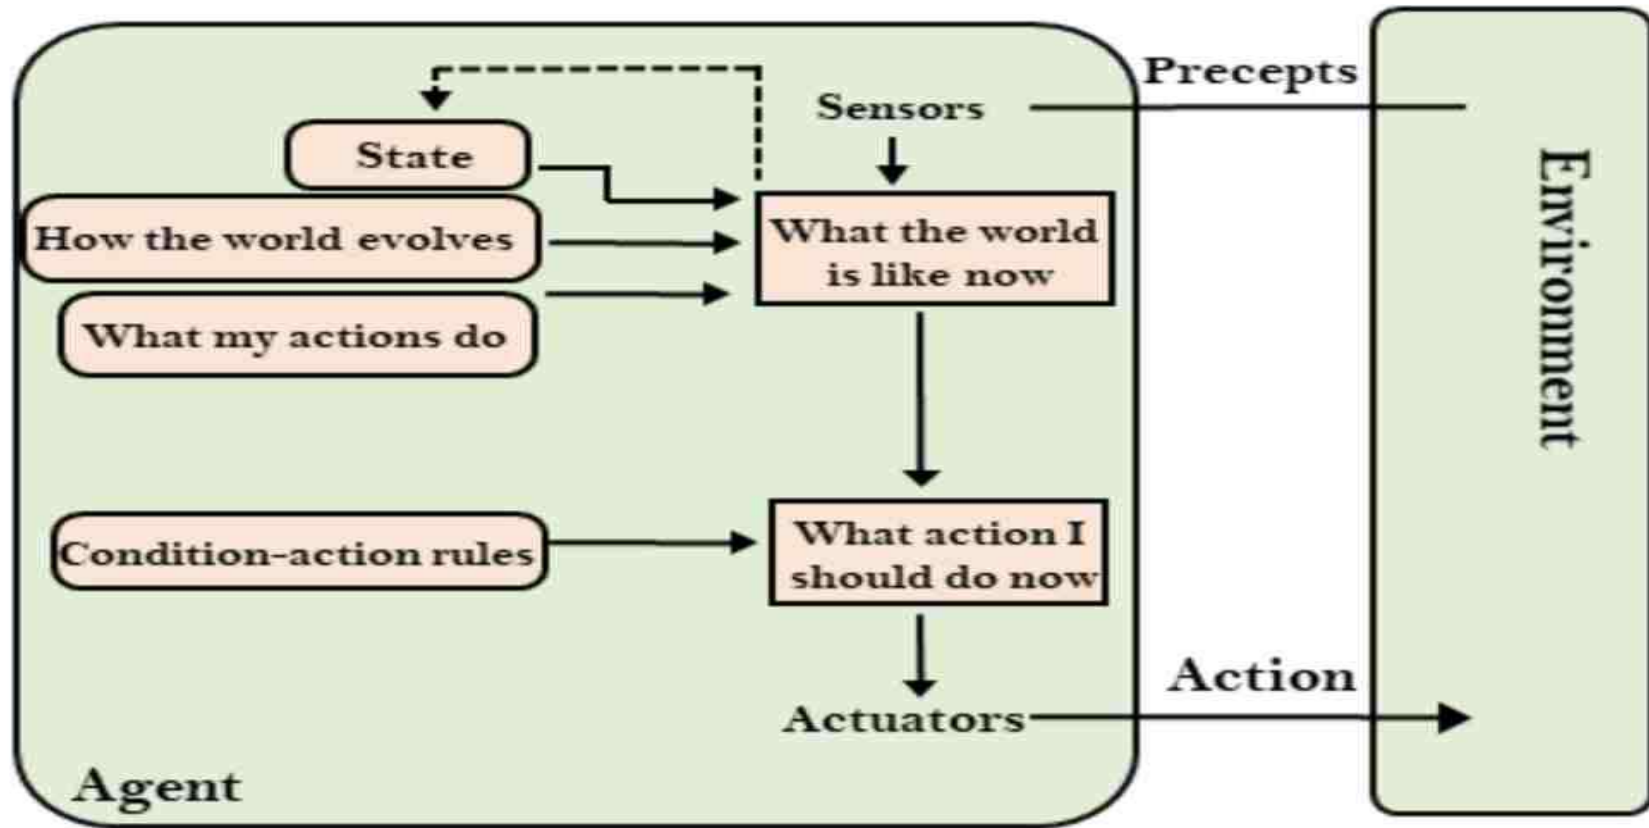 Precepts
Sensors
State
How the world evolves
What the world
is like now
What my actions do
Environment
Condition-action rules
What action I
should do now
Action
Actuators
Agent